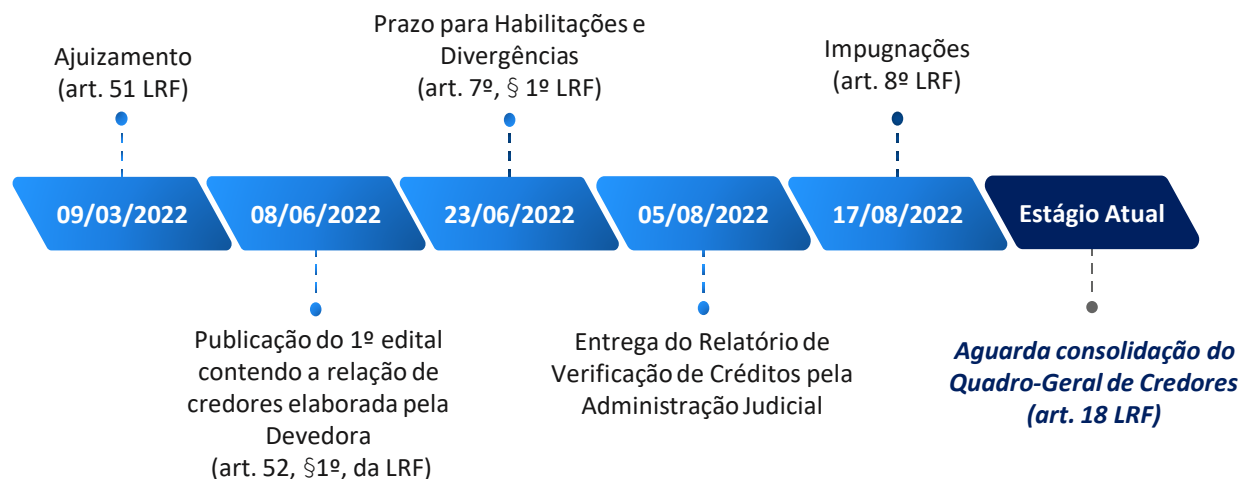 Ajuizamento
(art. 51 LRF)
Prazo para Habilitações e
Divergências
(art. 7º, § 1º LRF)
Impugnações
(art. 8º LRF)
09/03/2022
08/06/2022
23/06/2022
05/08/2022
17/08/2022
Estágio Atual
Publicação do 1º edital
contendo a relação de
credores elaborada pela
Devedora
(art. 52, §1º, da LRF)
Entrega do Relatório de
Verificação de Créditos pela
Administração Judicial
Aguarda consolidação do
Quadro-Geral de Credores
(art. 18 LRF)